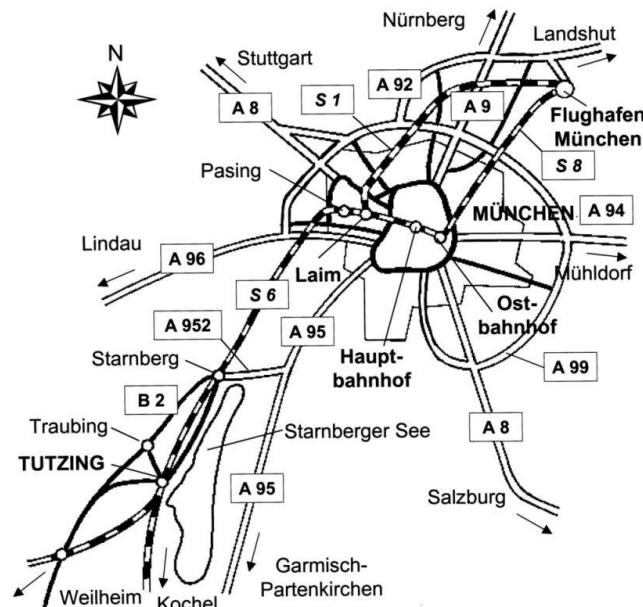 Nürnberg
Landshut
N
Stuttgart
A 92
S 1
A 9
A 8
Flughafen
München
S 8
Pasing
MÜNCHEN
A 94
Lindau
A 96
Laim
Mühldorf
S 6
Ost-
bahnhof
A 952
A 95
Haupt-
bahnhof
Starnberg
A 99
B 2
Traubing
Starnberger See
A 8
TUTZING
A 95
Salzburg
Garmisch-
Partenkirchen
Weilheim
Kochel